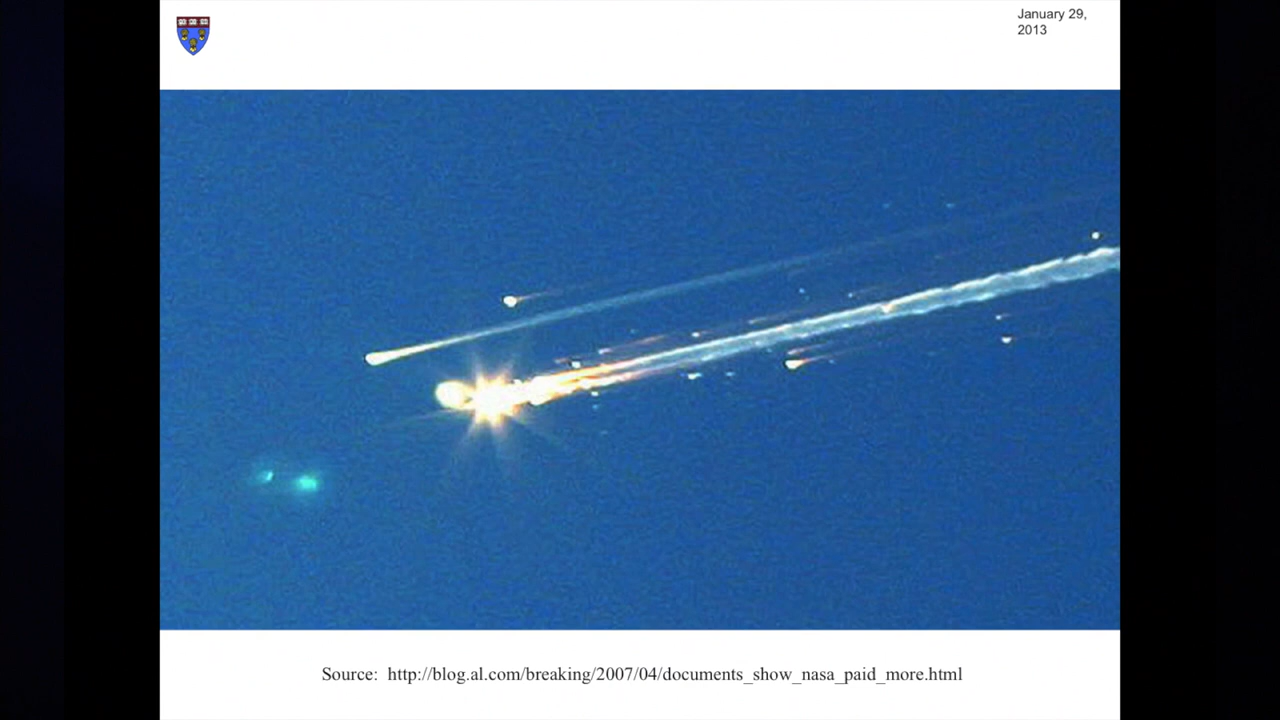 January 29,
2013
Source: http://blog.al.com/breaking/2007/04/documents_show_nasa_paid_more.html